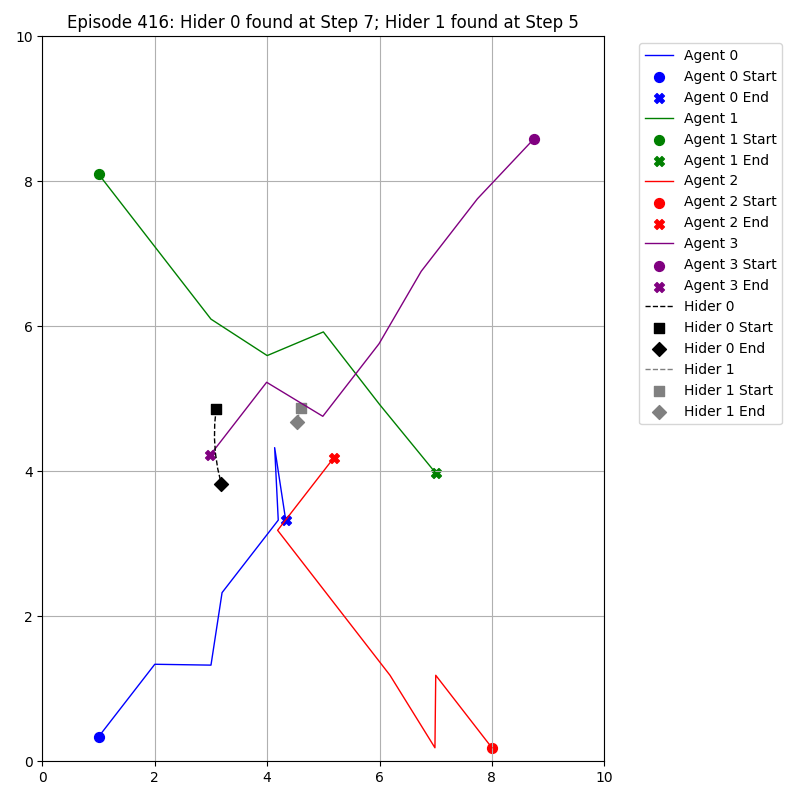 Episode 416: Hider 0 found at Step 7; Hider 1 found at Step 5
10
8
6
4
2
0
0 2 4 6 8 10
Agent 0
Agent 0 Start
Agent 0 End
Agent 1
Agent 1 Start
Agent 1 End
Agent 2
Agent 2 Start
Agent 2 End
Agent 3
Agent 3 Start
Agent 3 End
Hider 0
Hider 0 Start
Hider 0 End
Hider 1
Hider 1 Start
Hider 1 End